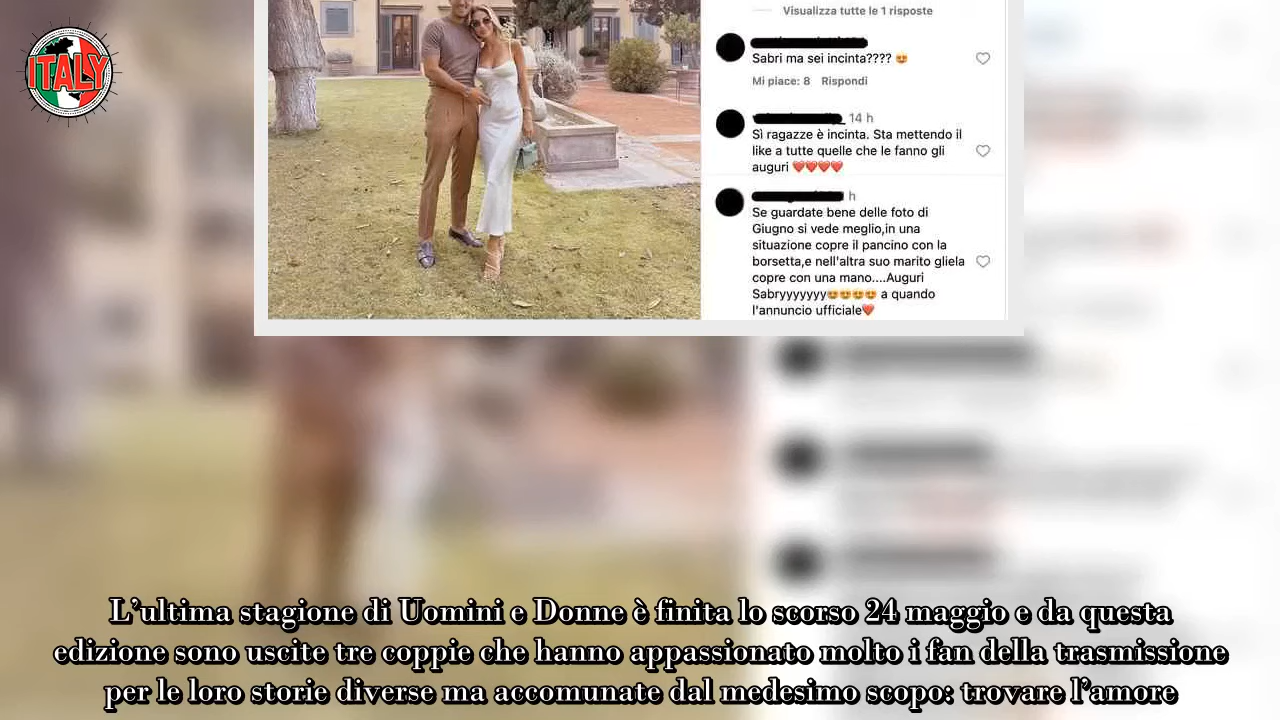 ITALY
Visualizza tutte le 1 risposte
Sabri ma sei incinta???? 😍
Mi piace: 8 Rispondi
14 h
Sì ragazze è incinta. Sta mettendo il
like a tutte quelle che le fanno gli
auguri ❤️❤️❤️❤️
h
Se guardate bene delle foto di
Giugno si vede meglio,in una
situazione copre il pancino con la
borsetta,e nell'altra suo marito gliela
copre con una mano....Auguri
Sabryyyyyyy😍😍😍😍 a quando
l'annuncio ufficiale❤️
L'ultima stagione di Uomini e Donne è finita lo scorso 24 maggio e da questa
edizione sono uscite tre coppie che hanno appassionato molto i fan della trasmissione
per le loro storie diverse ma accomunate dal medesimo scopo: trovare l'amore